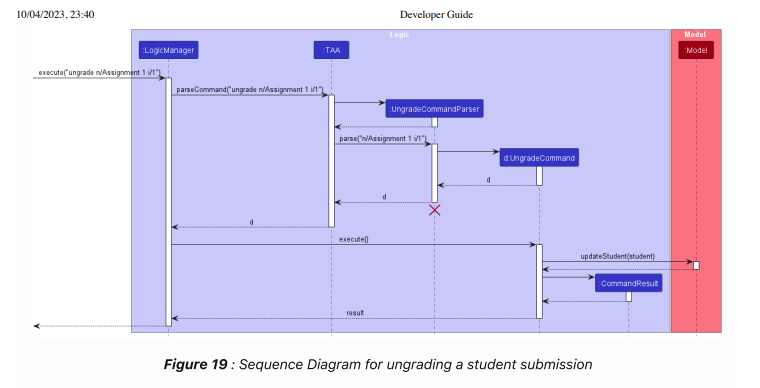 10/04/2023, 23:40
Developer Guide
Logic
Model
:LogicManager
:TAA
:Model
execute("ungrade n/Assignment 1 i/1")
parseCommand("ungrade n/Assignment 1 i/1")
:UngradeCommandParser
parse("n/Assignment 1 i/1")
d:UngradeCommand
d
d
d
execute()
updateStudent(student)
:CommandResult
result
Figure 19 : Sequence Diagram for ungrading a student submission